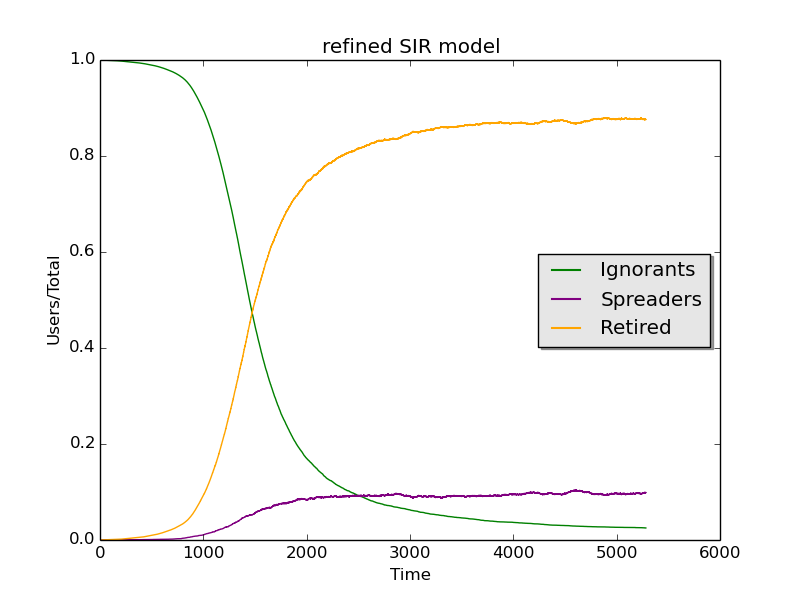 refined SIR model
1.0
0.8
0.6
0.4
0.2
0.0
Users/Total
Ignorants
Spreaders
Retired
0 1000 2000 3000 4000 5000 6000
Time